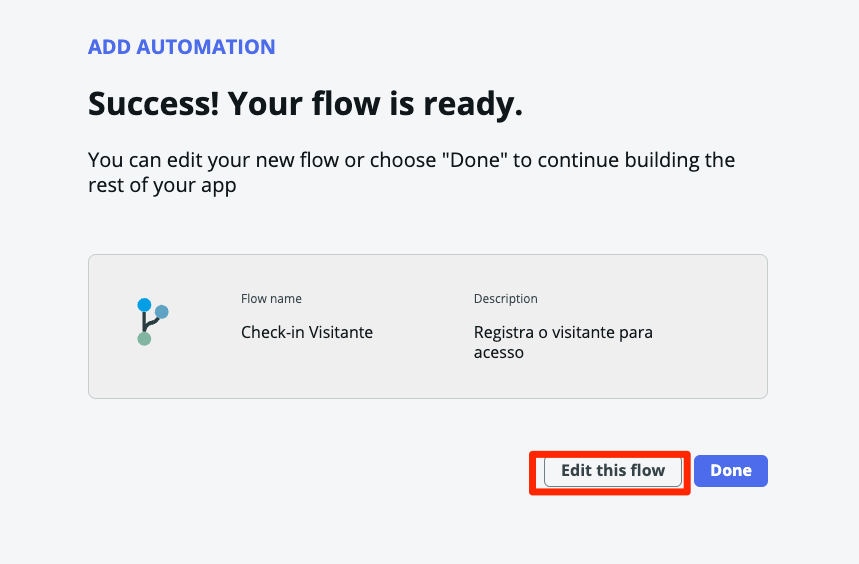 ADD AUTOMATION
Success! Your flow is ready.
You can edit your new flow or choose "Done" to continue building the
rest of your app
Flow name
Description
Check-in Visitante
Registra o visitante para
acesso
Edit this flow
Done